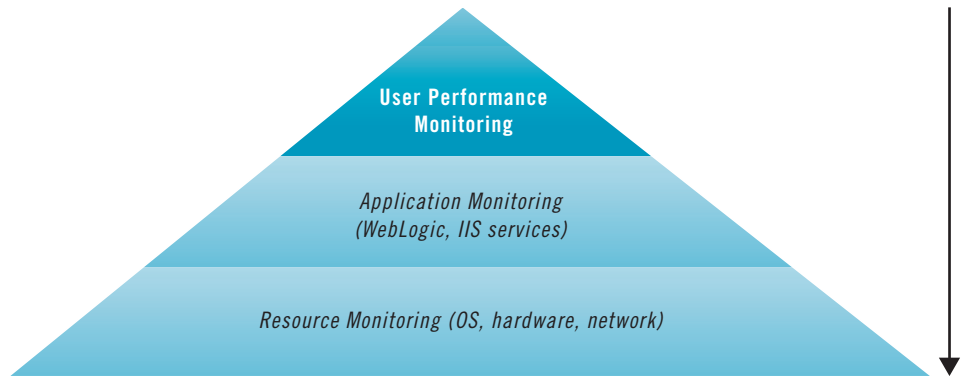 User Performance
Monitoring
Application Monitoring
(WebLogic, IIS services)
Resource Monitoring (OS, hardware, network)